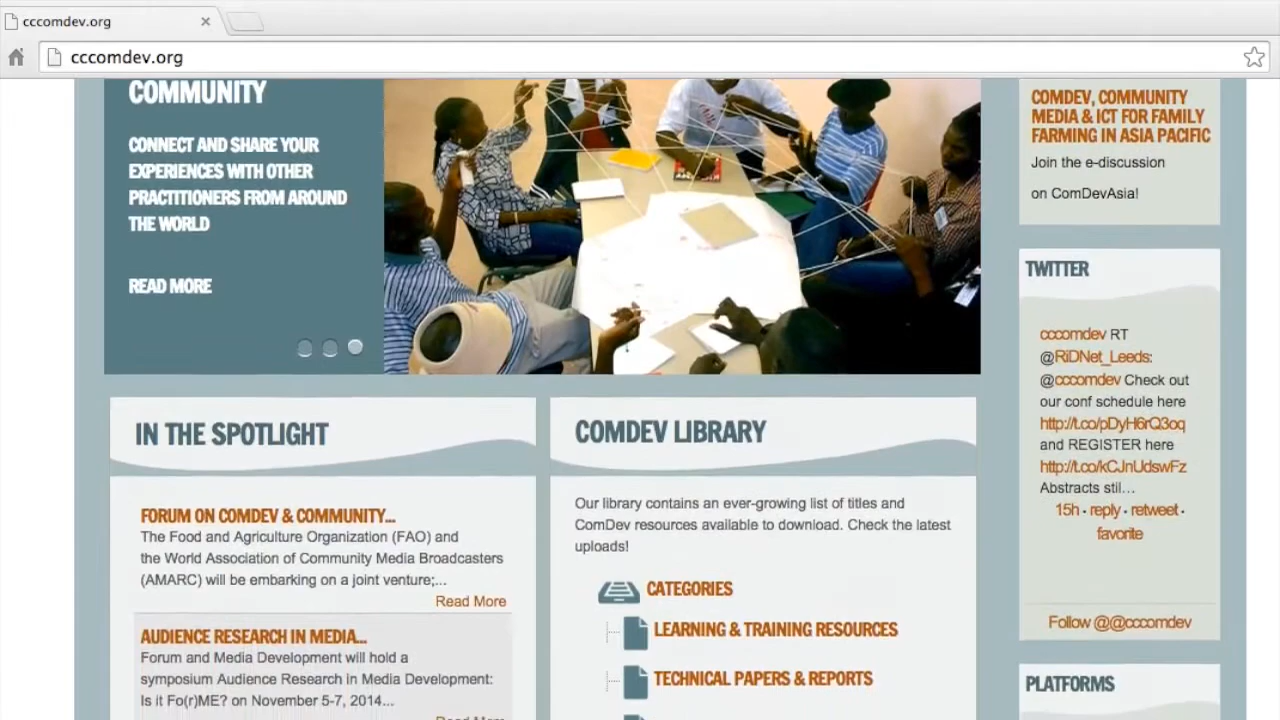 cccomdev.org
cccomdev.org
COMMUNITY
CONNECT AND SHARE YOUR
EXPERIENCES WITH OTHER
PRACTITIONERS FROM AROUND
THE WORLD
READ MORE
COMDEV, COMMUNITY
MEDIA & ICT FOR FAMILY
FARMING IN ASIA PACIFIC
Join the e-discussion
on ComDevAsia!
TWITTER
cccomdev RT
@RiDNet_Leeds:
@cccomdev Check out
our conf schedule here
http://t.co/pDyH6rQ3oq
and REGISTER here
http://t.co/kCJnUdswFz
Abstracts stil...
15h · reply · retweet ·
favorite
Follow @@cccomdev
PLATFORMS
IN THE SPOTLIGHT
FORUM ON COMDEV & COMMUNITY...
The Food and Agriculture Organization (FAO) and
the World Association of Community Media Broadcasters
(AMARC) will be embarking on a joint venture;...
Read More
AUDIENCE RESEARCH IN MEDIA...
Forum and Media Development will hold a
symposium Audience Research in Media Development:
Is it Fo(r)ME? on November 5-7, 2014...
Read More
COMDEV LIBRARY
Our library contains an ever-growing list of titles and
ComDev resources available to download. Check the latest
uploads!
CATEGORIES
LEARNING & TRAINING RESOURCES
TECHNICAL PAPERS & REPORTS